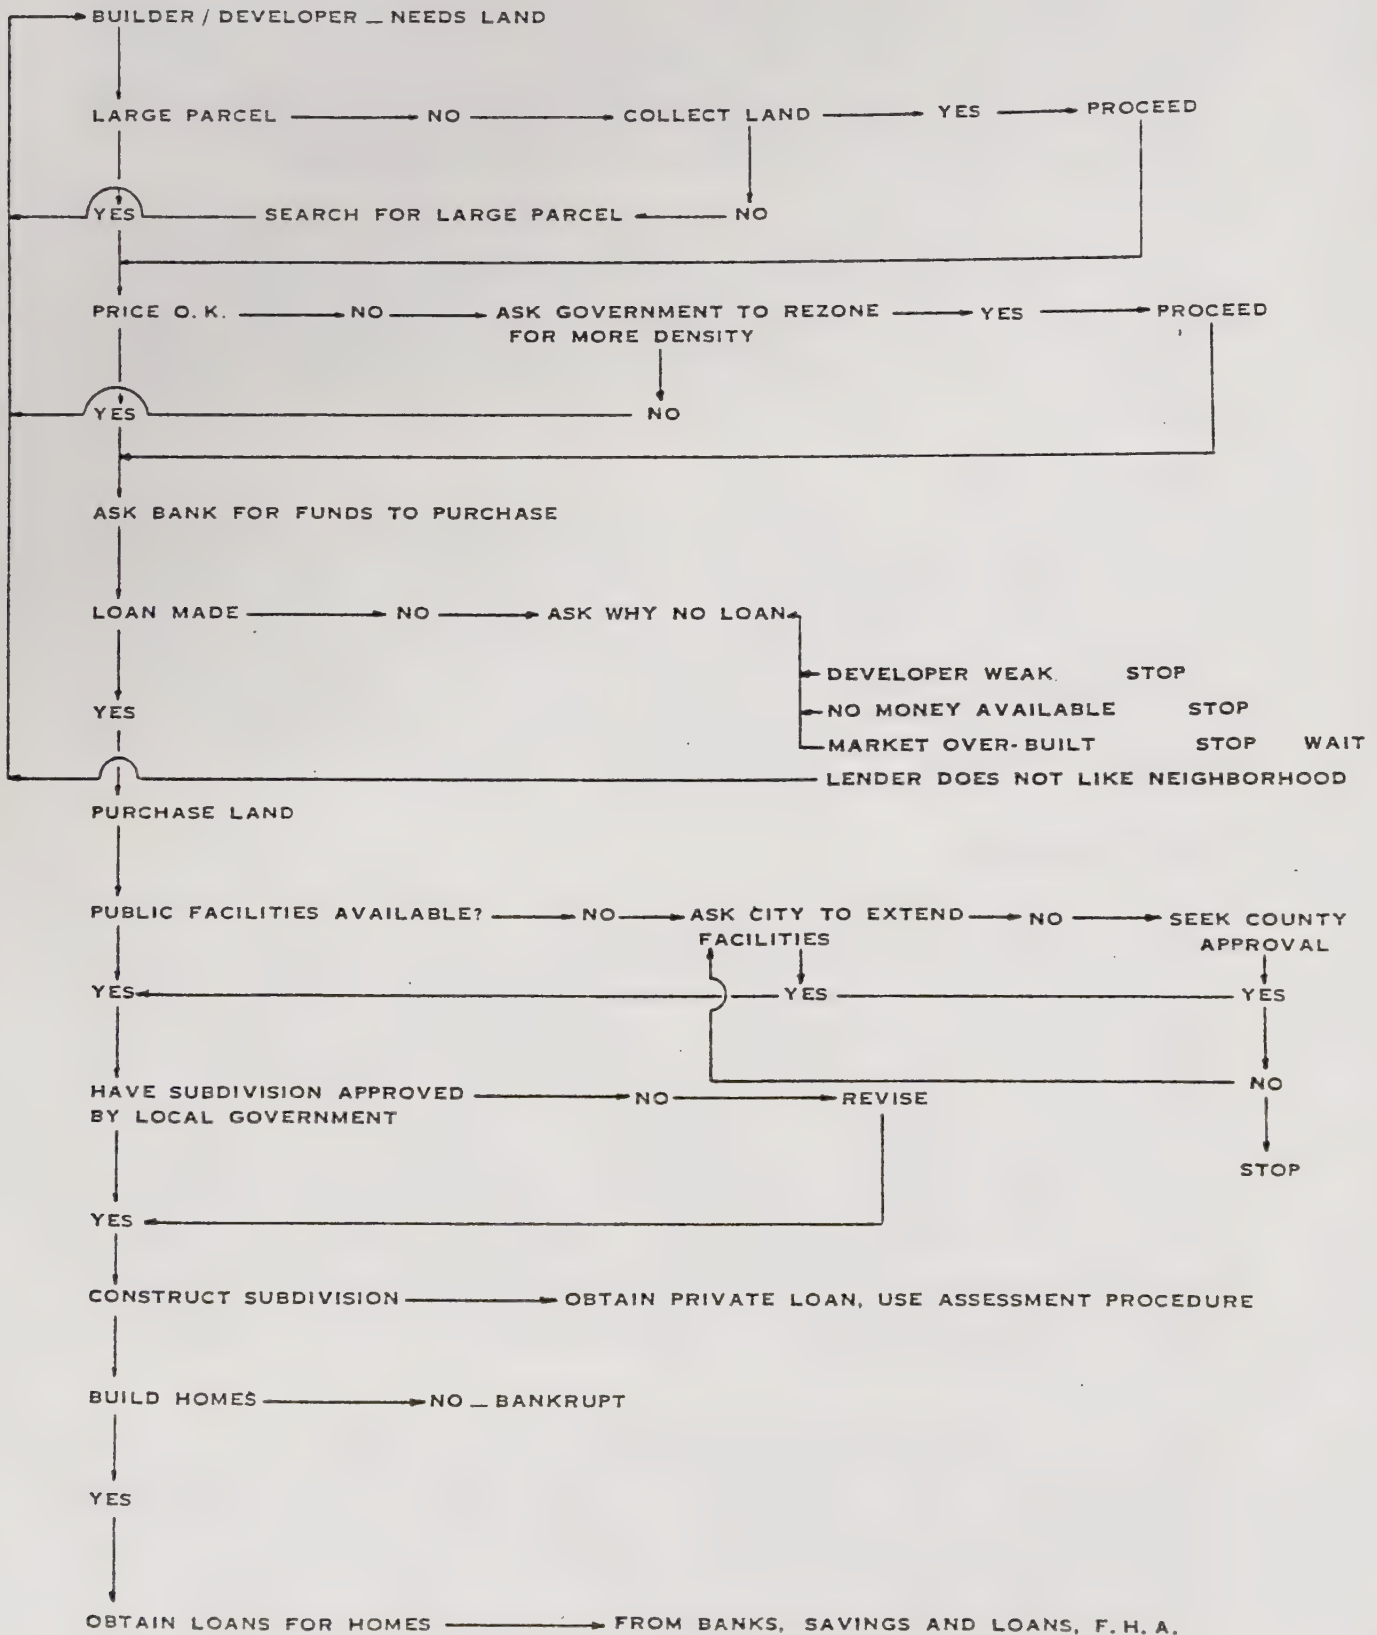 BUILDER / DEVELOPER _ NEEDS LAND
LARGE PARCEL NO COLLECT LAND YES PROCEED
YES SEARCH FOR LARGE PARCEL NO
PRICE O.K. NO ASK GOVERNMENT TO REZONE YES PROCEED
FOR MORE DENSITY
YES NO
ASK BANK FOR FUNDS TO PURCHASE
LOAN MADE NO ASK WHY NO LOAN
DEVELOPER WEAK. STOP
YES NO MONEY AVAILABLE STOP
MARKET OVER-BUILT STOP WAIT
LENDER DOES NOT LIKE NEIGHBORHOOD
PURCHASE LAND
PUBLIC FACILITIES AVAILABLE? NO ASK CITY TO EXTEND NO SEEK COUNTY
FACILITIES APPROVAL
YES YES YES
NO
HAVE SUBDIVISION APPROVED NO REVISE
BY LOCAL GOVERNMENT
STOP
YES
CONSTRUCT SUBDIVISION OBTAIN PRIVATE LOAN, USE ASSESSMENT PROCEDURE
BUILD HOMES NO _ BANKRUPT
YES
OBTAIN LOANS FOR HOMES FROM BANKS, SAVINGS AND LOANS, F.H.A.